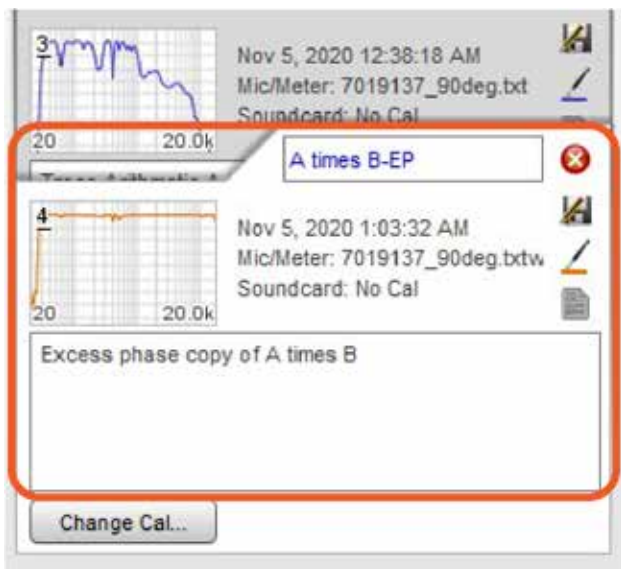 3
Nov 5, 2020 12:38:18 AM
Mic/Meter: 7019137_90deg.txt
Soundcard: No Cal
20 20.0k
A times B-EP
4
Nov 5, 2020 1:03:32 AM
Mic/Meter: 7019137_90deg.txtw
Soundcard: No Cal
20 20.0k
Excess phase copy of A times B
Change Cal...